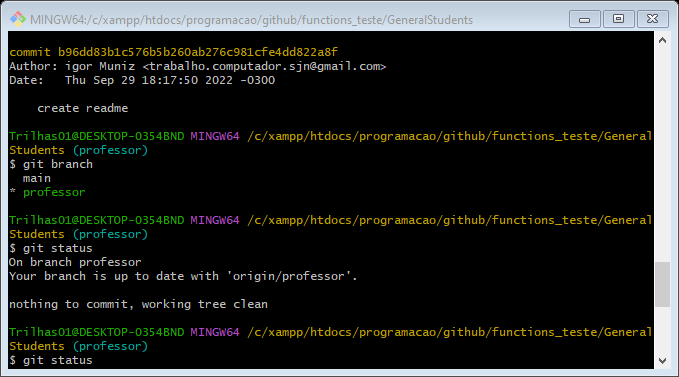 MINGW64:/c/xampp/htdocs/programacao/github/functions_teste/GeneralStudents
commit b96dd83b1c576b5b260ab276c981cfe4dd822a8f
Author: igor Muniz <trabalho.computador.sjn@gmail.com>
Date:   Thu Sep 29 18:17:50 2022 -0300
    create readme
Trilhas01@DESKTOP-0354BND MINGW64 /c/xampp/htdocs/programacao/github/functions_teste/General
Students (professor)
$ git branch
  main
* professor
Trilhas01@DESKTOP-0354BND MINGW64 /c/xampp/htdocs/programacao/github/functions_teste/General
Students (professor)
$ git status
On branch professor
Your branch is up to date with 'origin/professor'.
nothing to commit, working tree clean
Trilhas01@DESKTOP-0354BND MINGW64 /c/xampp/htdocs/programacao/github/functions_teste/General
Students (professor)
$ git status